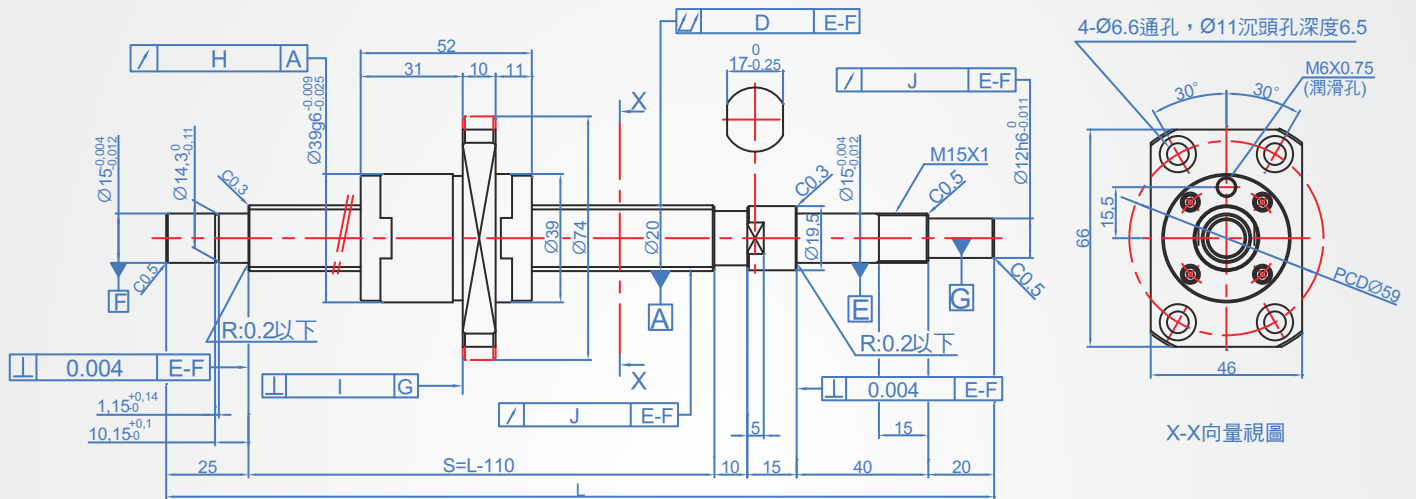 52
31
10
11
⌰ D E-F
0
17-0.25
4-Ø6.6通孔，Ø11沉頭孔深度6.5
M6X0.75
(潤滑孔)
30°
30°
↗ H A
↗ J E-F
Ø39g6-0.009
-0.025
X
Ø15-0.004
-0.012
Ø14,3 0
-0,11
C0.3
C0.3
Ø15-0.004
-0.012
M15X1
C0.5
Ø12h6 0
-0.011
Ø39
Ø74
Ø20
Ø19.5
66
15,5
PCDØ59
C0.5
F
A
E
G
C0.5
R:0.2以下
R:0.2以下
⊥ 0.004 E-F
⊥ I G
X
⊥ 0.004 E-F
46
1,15+0,14
-0
↗ J E-F
10,15+0,1
-0
5
15
X-X向量視圖
25
S=L-110
10
15
40
20
L